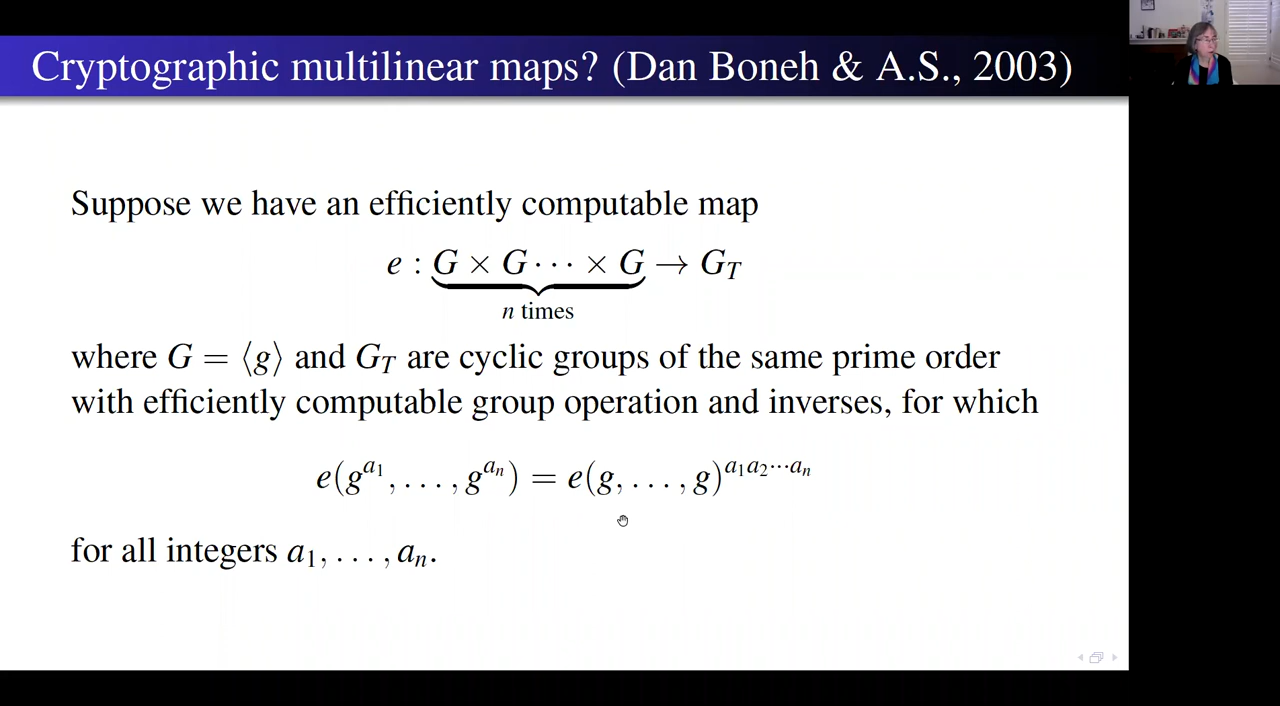 Cryptographic multilinear maps? (Dan Boneh & A.S., 2003)
Suppose we have an efficiently computable map
e : G × G ⋯ × G → G_T
n times
where G = ⟨g⟩ and G_T are cyclic groups of the same prime order
with efficiently computable group operation and inverses, for which
e(g^{a_1}, …, g^{a_n}) = e(g, …, g)^{a_1a_2⋯a_n}
for all integers a_1, …, a_n.